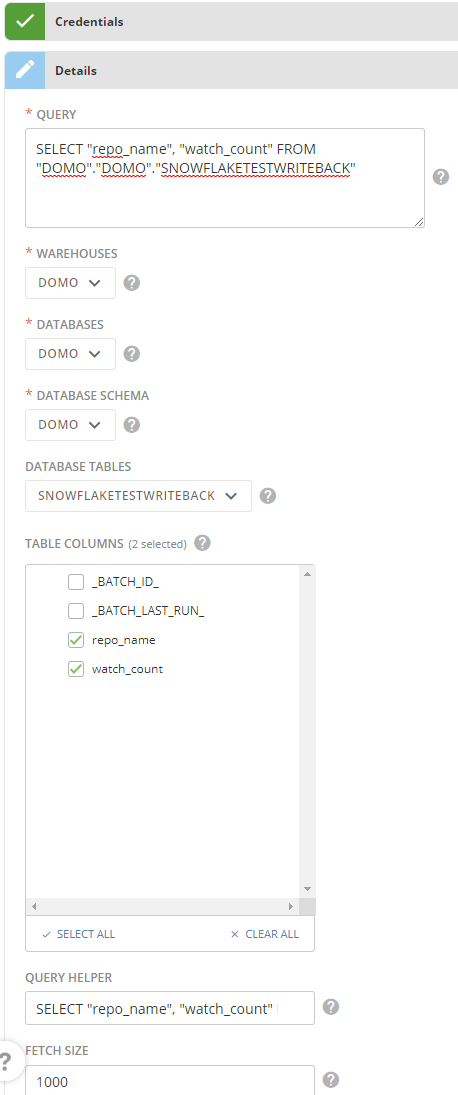 Credentials
Details
* QUERY
SELECT "repo_name", "watch_count" FROM
"DOMO"."DOMO"."SNOWFLAKETESTWRITEBACK"
?
* WAREHOUSES
DOMO
?
* DATABASES
DOMO
?
* DATABASE SCHEMA
DOMO
?
DATABASE TABLES
SNOWFLAKETESTWRITEBACK
?
TABLE COLUMNS (2 selected) ?
_BATCH_ID_
_BATCH_LAST_RUN_
repo_name
watch_count
SELECT ALL
CLEAR ALL
QUERY HELPER
SELECT "repo_name", "watch_count"
?
FETCH SIZE
?
1000
?